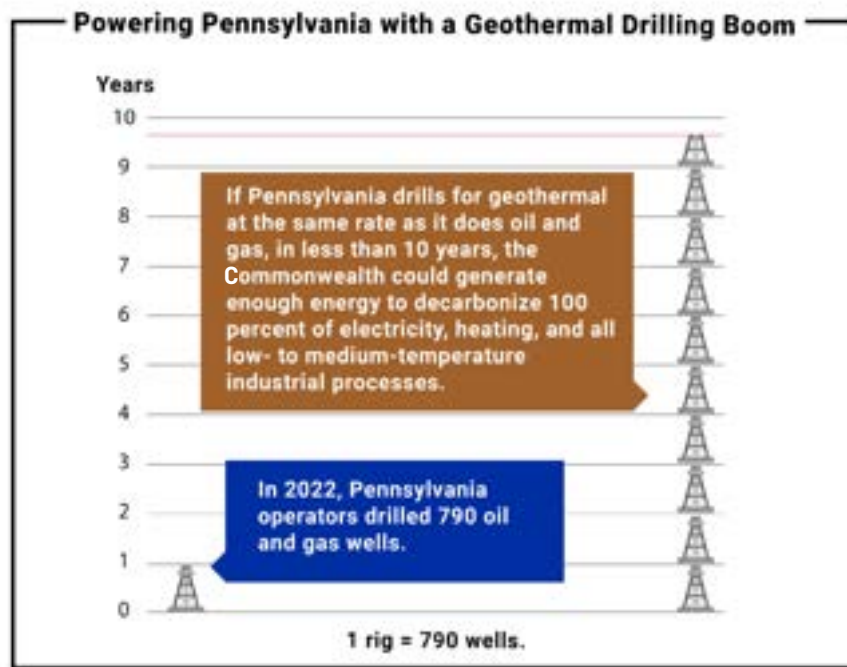 Powering Pennsylvania with a Geothermal Drilling Boom
Years
10
9
8
7
6
5
4
3
2
1
0
If Pennsylvania drills for geothermal
at the same rate as it does oil and
gas, in less than 10 years, the
Commonwealth could generate
enough energy to decarbonize 100
percent of electricity, heating, and all
low- to medium-temperature
industrial processes.
In 2022, Pennsylvania
operators drilled 790 oil
and gas wells.
1 rig = 790 wells.